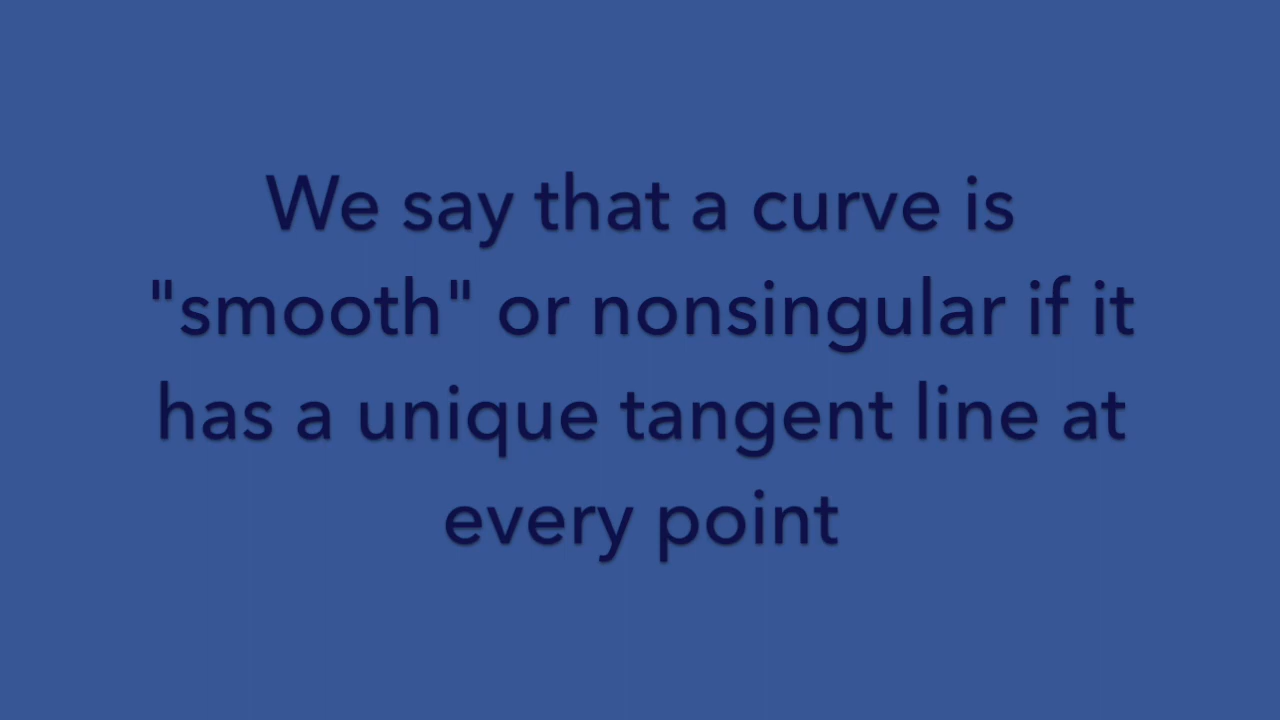 We say that a curve is
"smooth" or nonsingular if it
has a unique tangent line at
every point